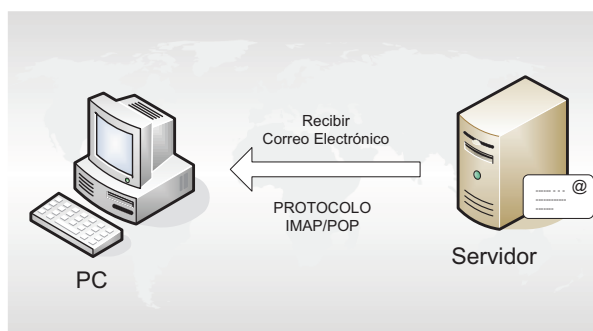 Recibir
Correo Electrónico
PROTOCOLO
IMAP/POP
@
PC
Servidor